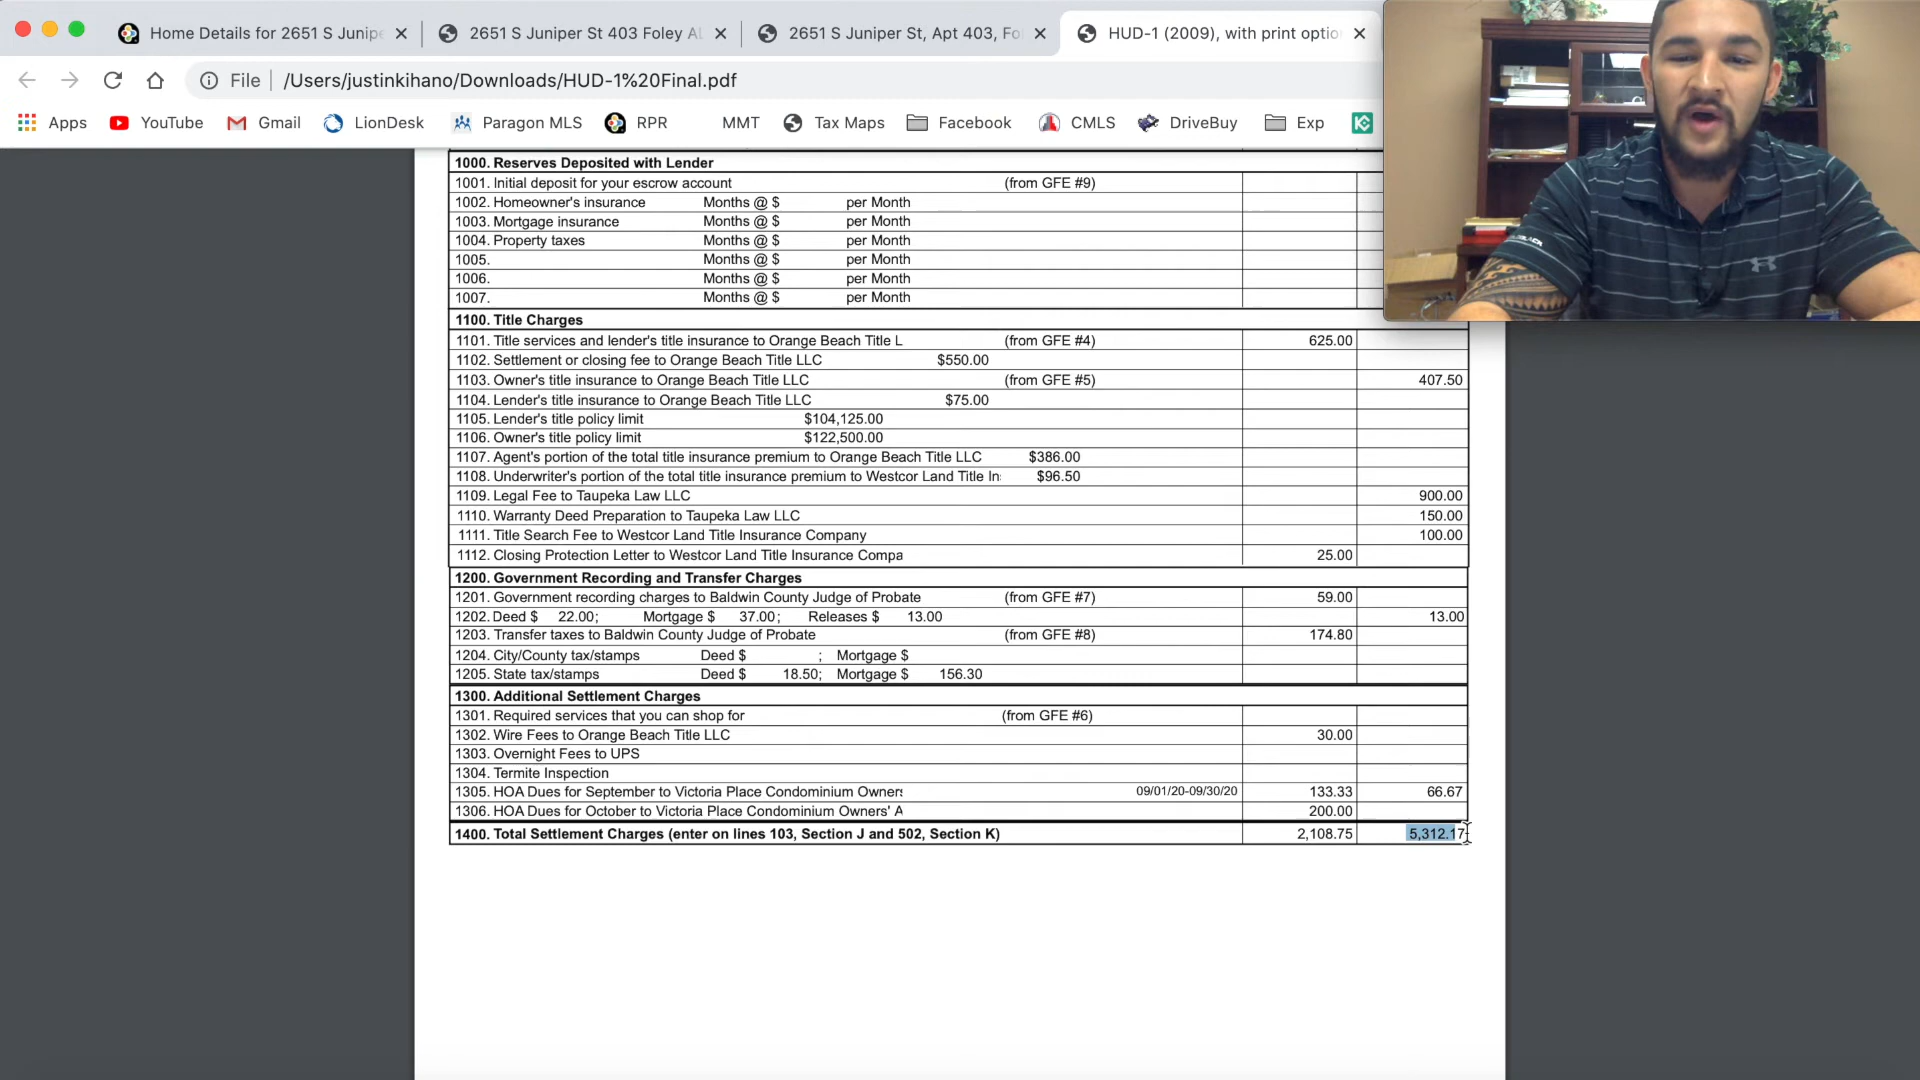 Home Details for 2651 S Junipe
2651 S Juniper St 403 Foley AL
2651 S Juniper St, Apt 403, Fo
HUD-1 (2009), with print optio
File | /Users/justinkihano/Downloads/HUD-1%20Final.pdf
Apps YouTube Gmail LionDesk Paragon MLS RPR MMT Tax Maps Facebook CMLS DriveBuy Exp
1000. Reserves Deposited with Lender
1001. Initial deposit for your escrow account (from GFE #9)
1002. Homeowner's insurance Months @ $ per Month
1003. Mortgage insurance Months @ $ per Month
1004. Property taxes Months @ $ per Month
1005. Months @ $ per Month
1006. Months @ $ per Month
1007. Months @ $ per Month
1100. Title Charges
1101. Title services and lender's title insurance to Orange Beach Title L (from GFE #4) 625.00
1102. Settlement or closing fee to Orange Beach Title LLC $550.00
1103. Owner's title insurance to Orange Beach Title LLC (from GFE #5) 407.50
1104. Lender's title insurance to Orange Beach Title LLC $75.00
1105. Lender's title policy limit $104,125.00
1106. Owner's title policy limit $122,500.00
1107. Agent's portion of the total title insurance premium to Orange Beach Title LLC $386.00
1108. Underwriter's portion of the total title insurance premium to Westcor Land Title In $96.50
1109. Legal Fee to Taupeka Law LLC 900.00
1110. Warranty Deed Preparation to Taupeka Law LLC 150.00
1111. Title Search Fee to Westcor Land Title Insurance Company 100.00
1112. Closing Protection Letter to Westcor Land Title Insurance Compa 25.00
1200. Government Recording and Transfer Charges
1201. Government recording charges to Baldwin County Judge of Probate (from GFE #7) 59.00
1202. Deed $ 22.00; Mortgage $ 37.00; Releases $ 13.00 13.00
1203. Transfer taxes to Baldwin County Judge of Probate (from GFE #8) 174.80
1204. City/County tax/stamps Deed $ ; Mortgage $
1205. State tax/stamps Deed $ 18.50; Mortgage $ 156.30
1300. Additional Settlement Charges
1301. Required services that you can shop for (from GFE #6)
1302. Wire Fees to Orange Beach Title LLC 30.00
1303. Overnight Fees to UPS
1304. Termite Inspection
1305. HOA Dues for September to Victoria Place Condominium Owners 09/01/20-09/30/20 133.33 66.67
1306. HOA Dues for October to Victoria Place Condominium Owners' A 200.00
1400. Total Settlement Charges (enter on lines 103, Section J and 502, Section K) 2,108.75 5,312.17